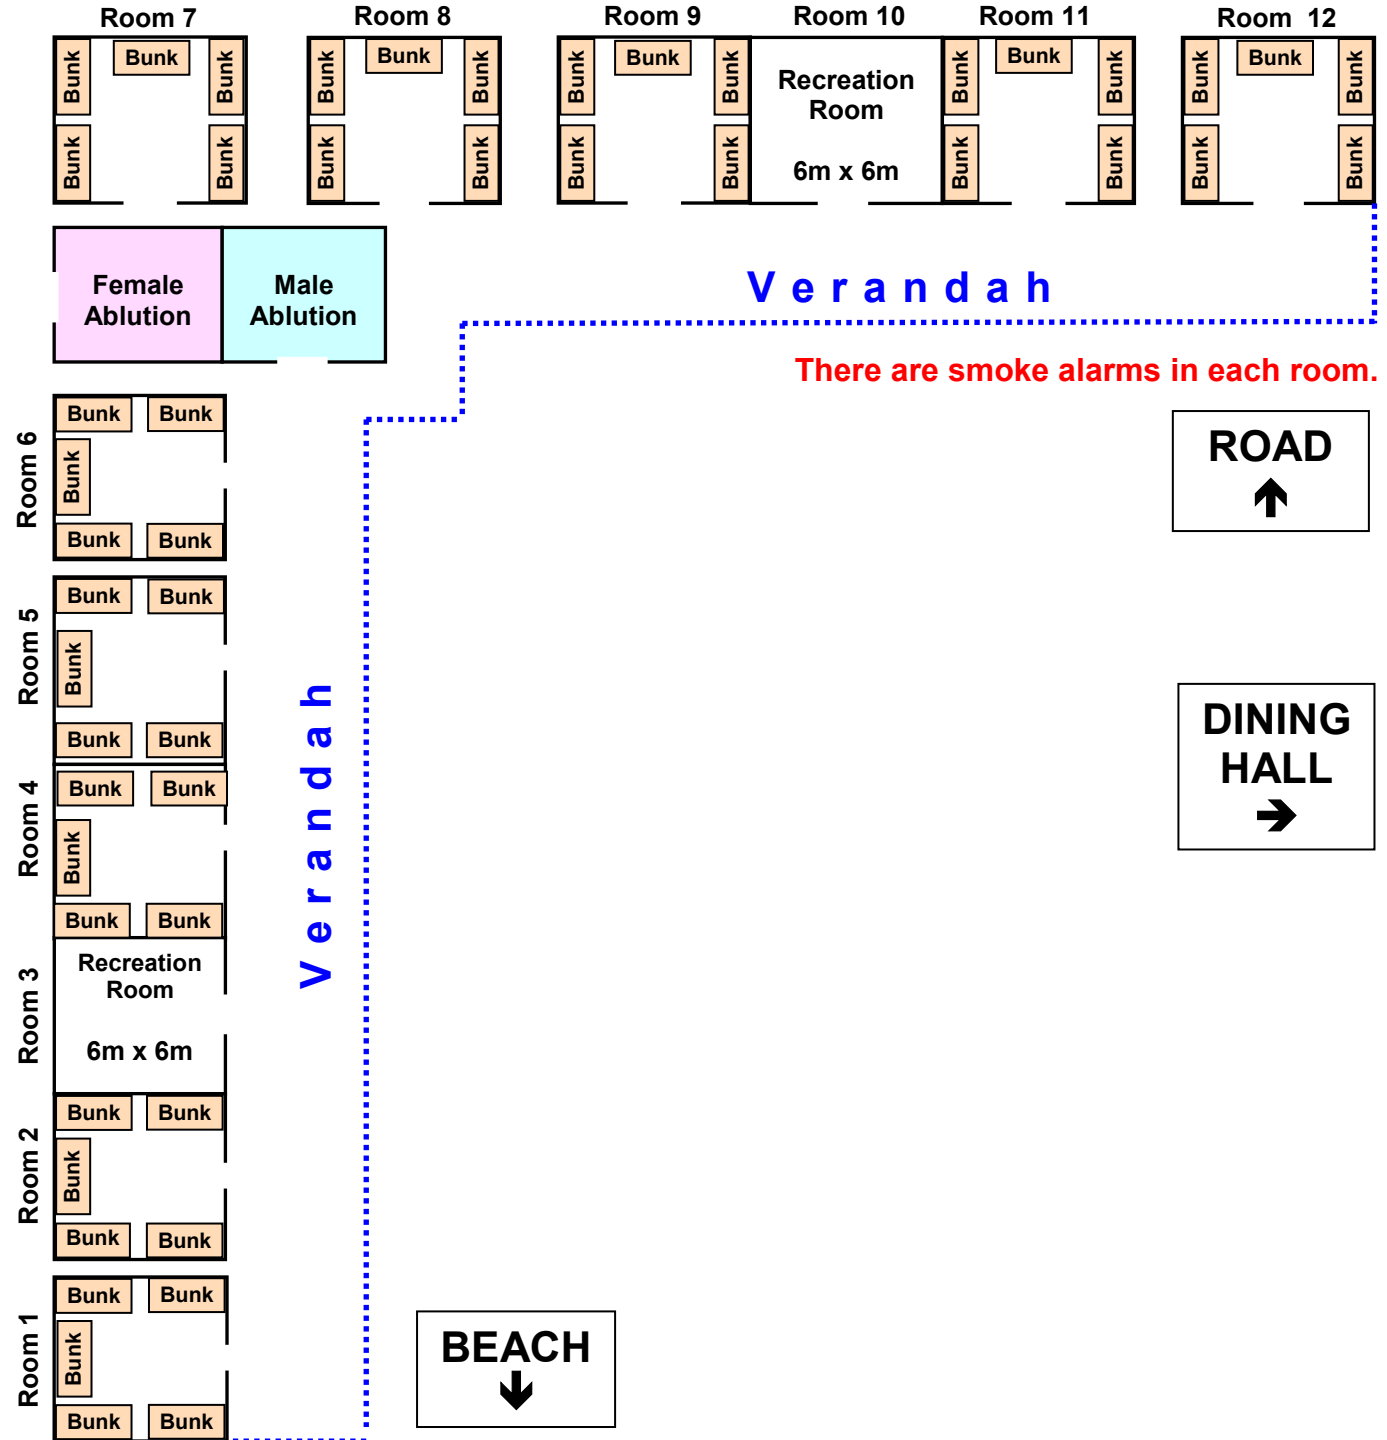 Room 7 Room 8 Room 9 Room 10 Room 11 Room 12
Bunk Bunk Bunk Bunk Bunk Bunk Bunk Bunk Bunk Bunk Bunk Bunk Bunk Bunk Bunk
Bunk Bunk Bunk Bunk Bunk Bunk Bunk Bunk Bunk Bunk
Recreation
Room
6m x 6m
Female
Ablution
Male
Ablution
Verandah
There are smoke alarms in each room.
ROAD
Room 6
Bunk Bunk
Bunk
Bunk Bunk
Room 5
Bunk Bunk
Bunk
Bunk Bunk
Verandah
DINING
HALL
Room 4
Bunk Bunk
Bunk
Bunk Bunk
Room 3
Recreation
Room
6m x 6m
Room 2
Bunk Bunk
Bunk
Bunk Bunk
Room 1
Bunk Bunk
Bunk
Bunk Bunk
BEACH